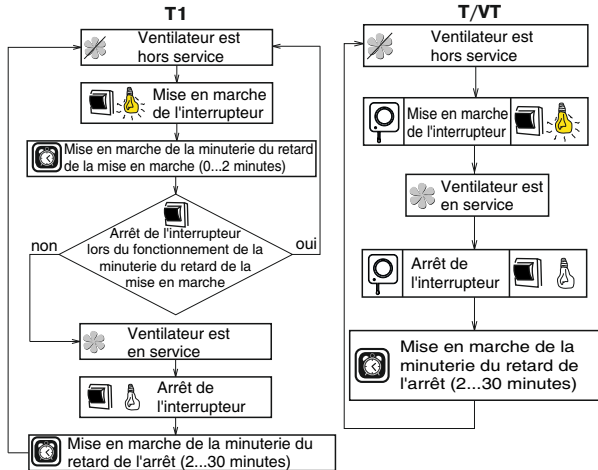 T1
Ventilateur est
hors service
Mise en marche
de l'interrupteur
Mise en marche de la minuterie du retard
de la mise en marche (0...2 minutes)
Arrêt de l'interrupteur
lors du fonctionnement de la
minuterie du retard de la
mise en marche
non
oui
Ventilateur est
en service
Arrêt de
l'interrupteur
Mise en marche de la minuterie du
retard de l'arrêt (2...30 minutes)
T/VT
Ventilateur est
hors service
Mise en marche
de l'interrupteur
Ventilateur est
en service
Arrêt de
l'interrupteur
Mise en marche de la
minuterie du retard de
l'arrêt (2...30 minutes)